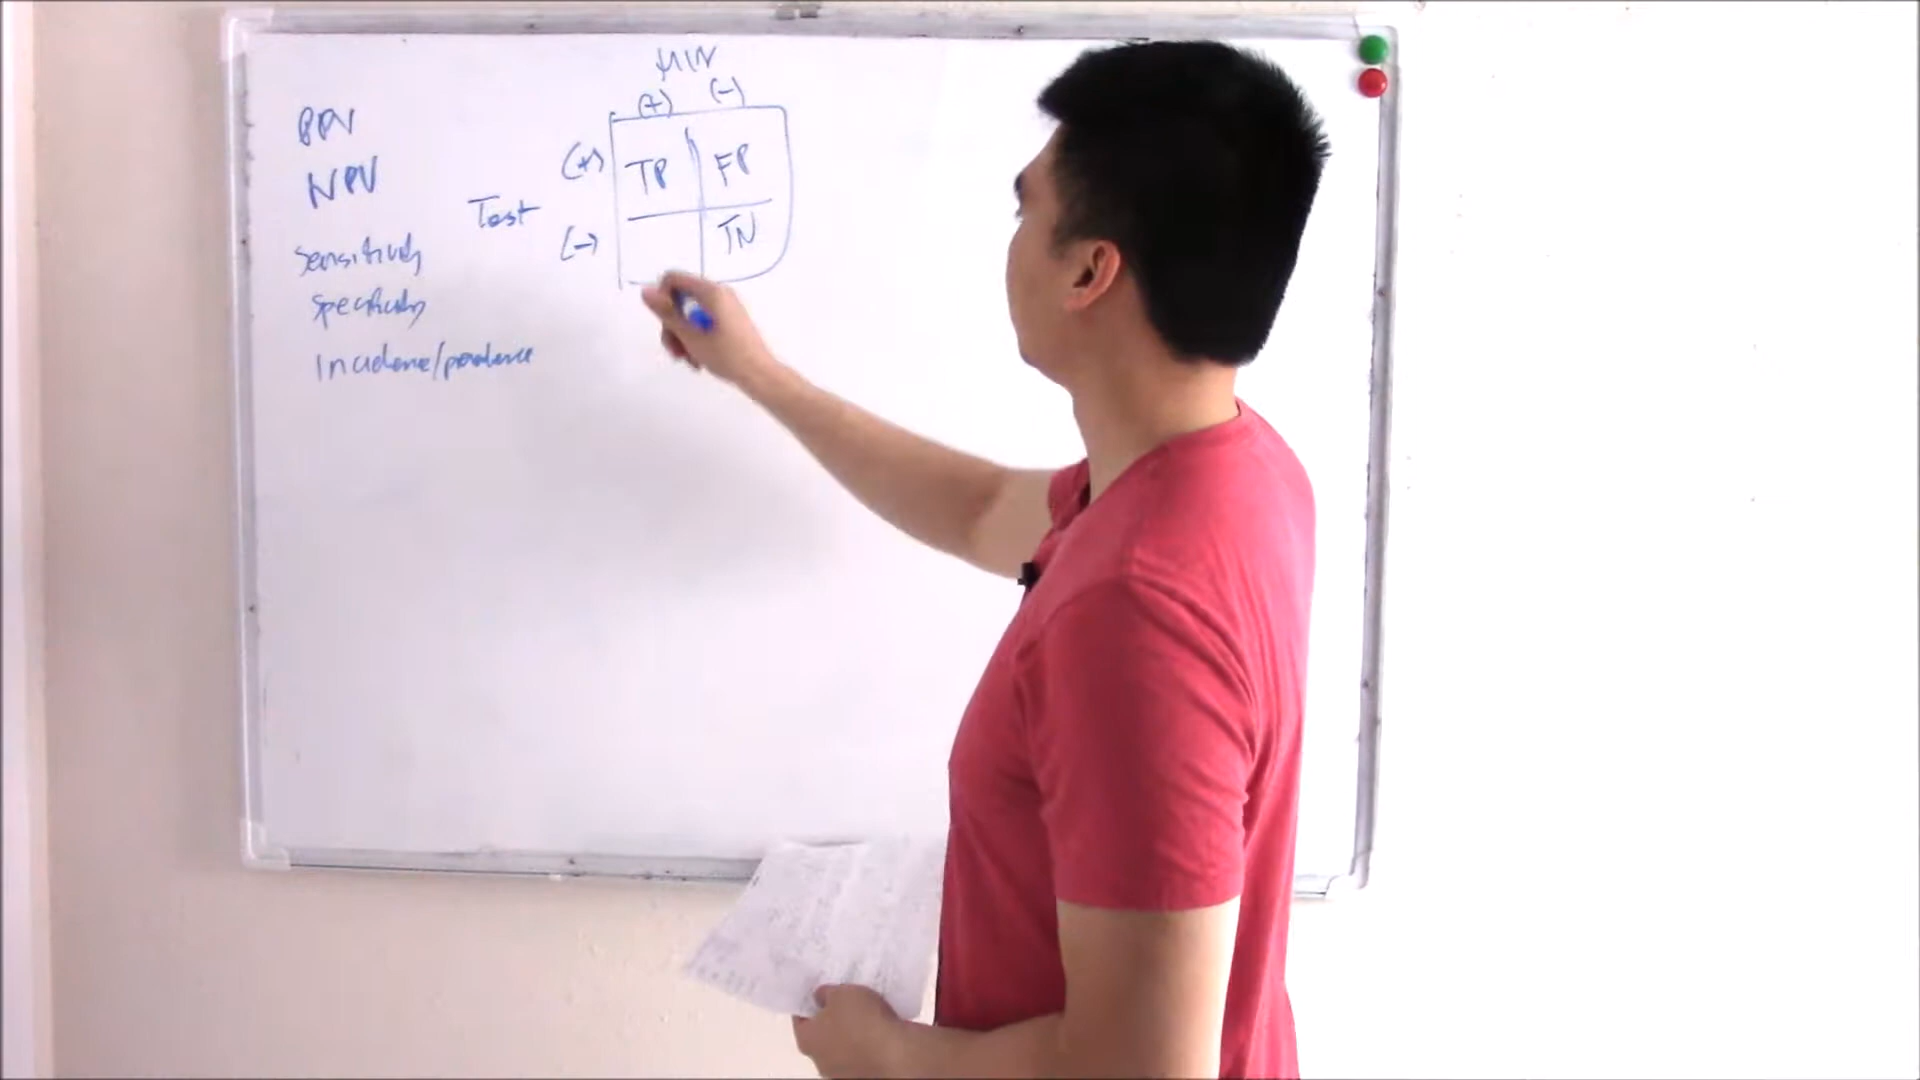 HIV
(+) (-)
PPV
NPV
Sensitivity
Specificity
Incidence/prevalence
Test
(+) TP FP
(-) TN